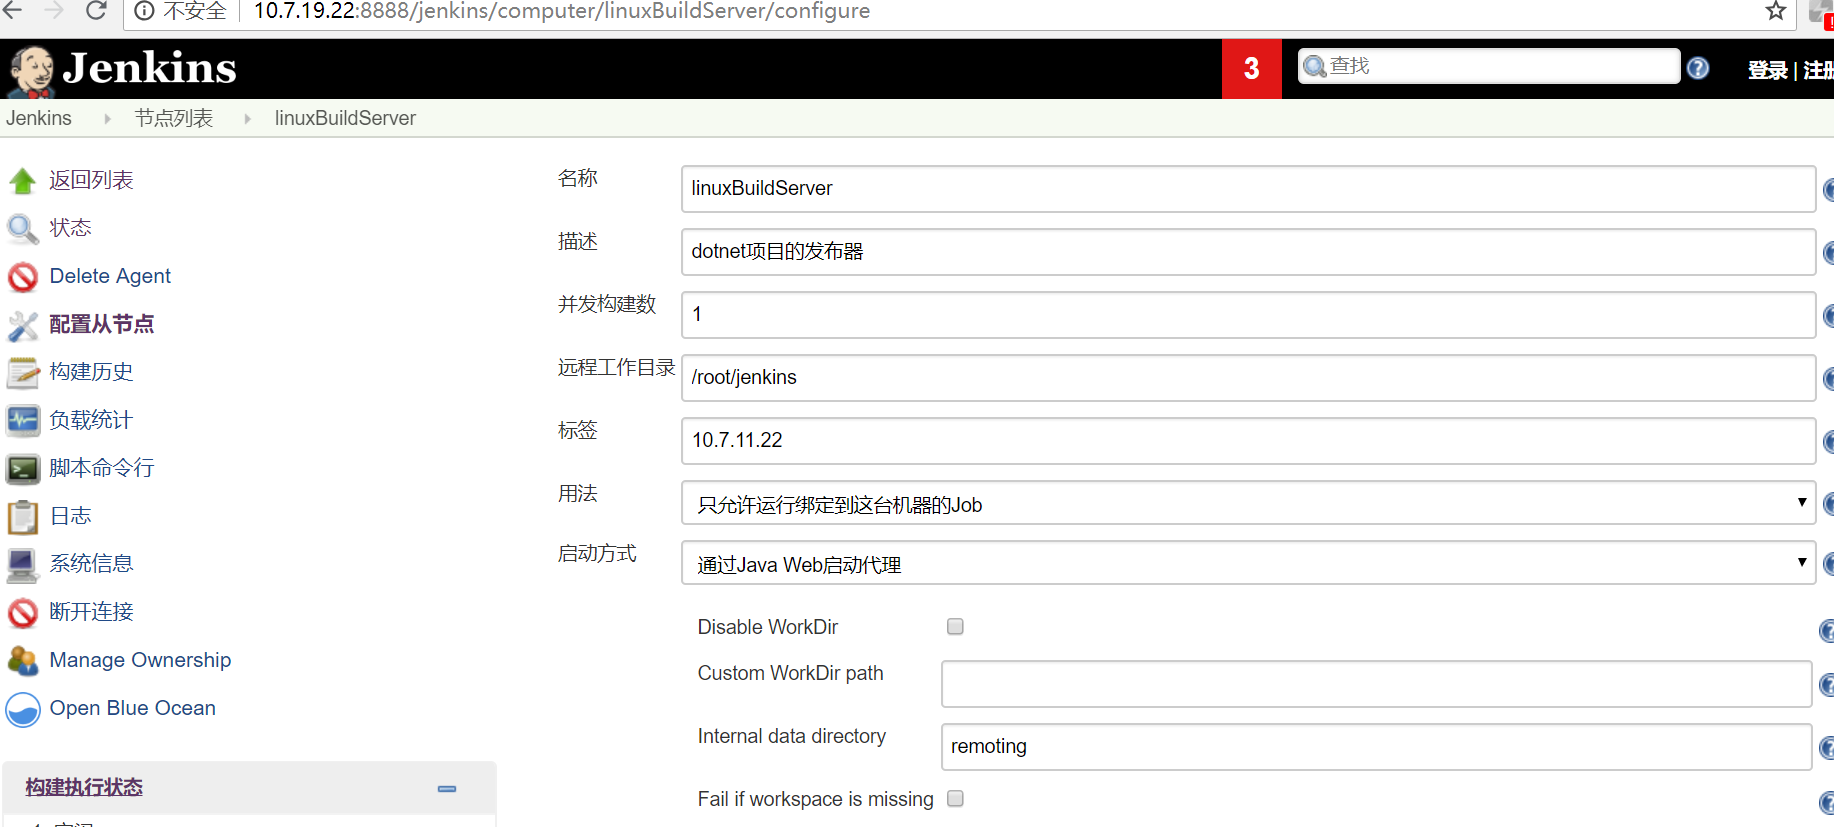 不安全 10.7.19.22:8888/jenkins/computer/linuxBuildServer/configure
Jenkins 3 查找 登录 | 注册
Jenkins 节点列表 linuxBuildServer
返回列表
状态
Delete Agent
配置从节点
构建历史
负载统计
脚本命令行
日志
系统信息
断开连接
Manage Ownership
Open Blue Ocean
构建执行状态
名称 linuxBuildServer
描述 dotnet项目的发布器
并发构建数 1
远程工作目录 /root/jenkins
标签 10.7.11.22
用法 只允许运行绑定到这台机器的Job
启动方式 通过Java Web启动代理
Disable WorkDir
Custom WorkDir path
Internal data directory remoting
Fail if workspace is missing